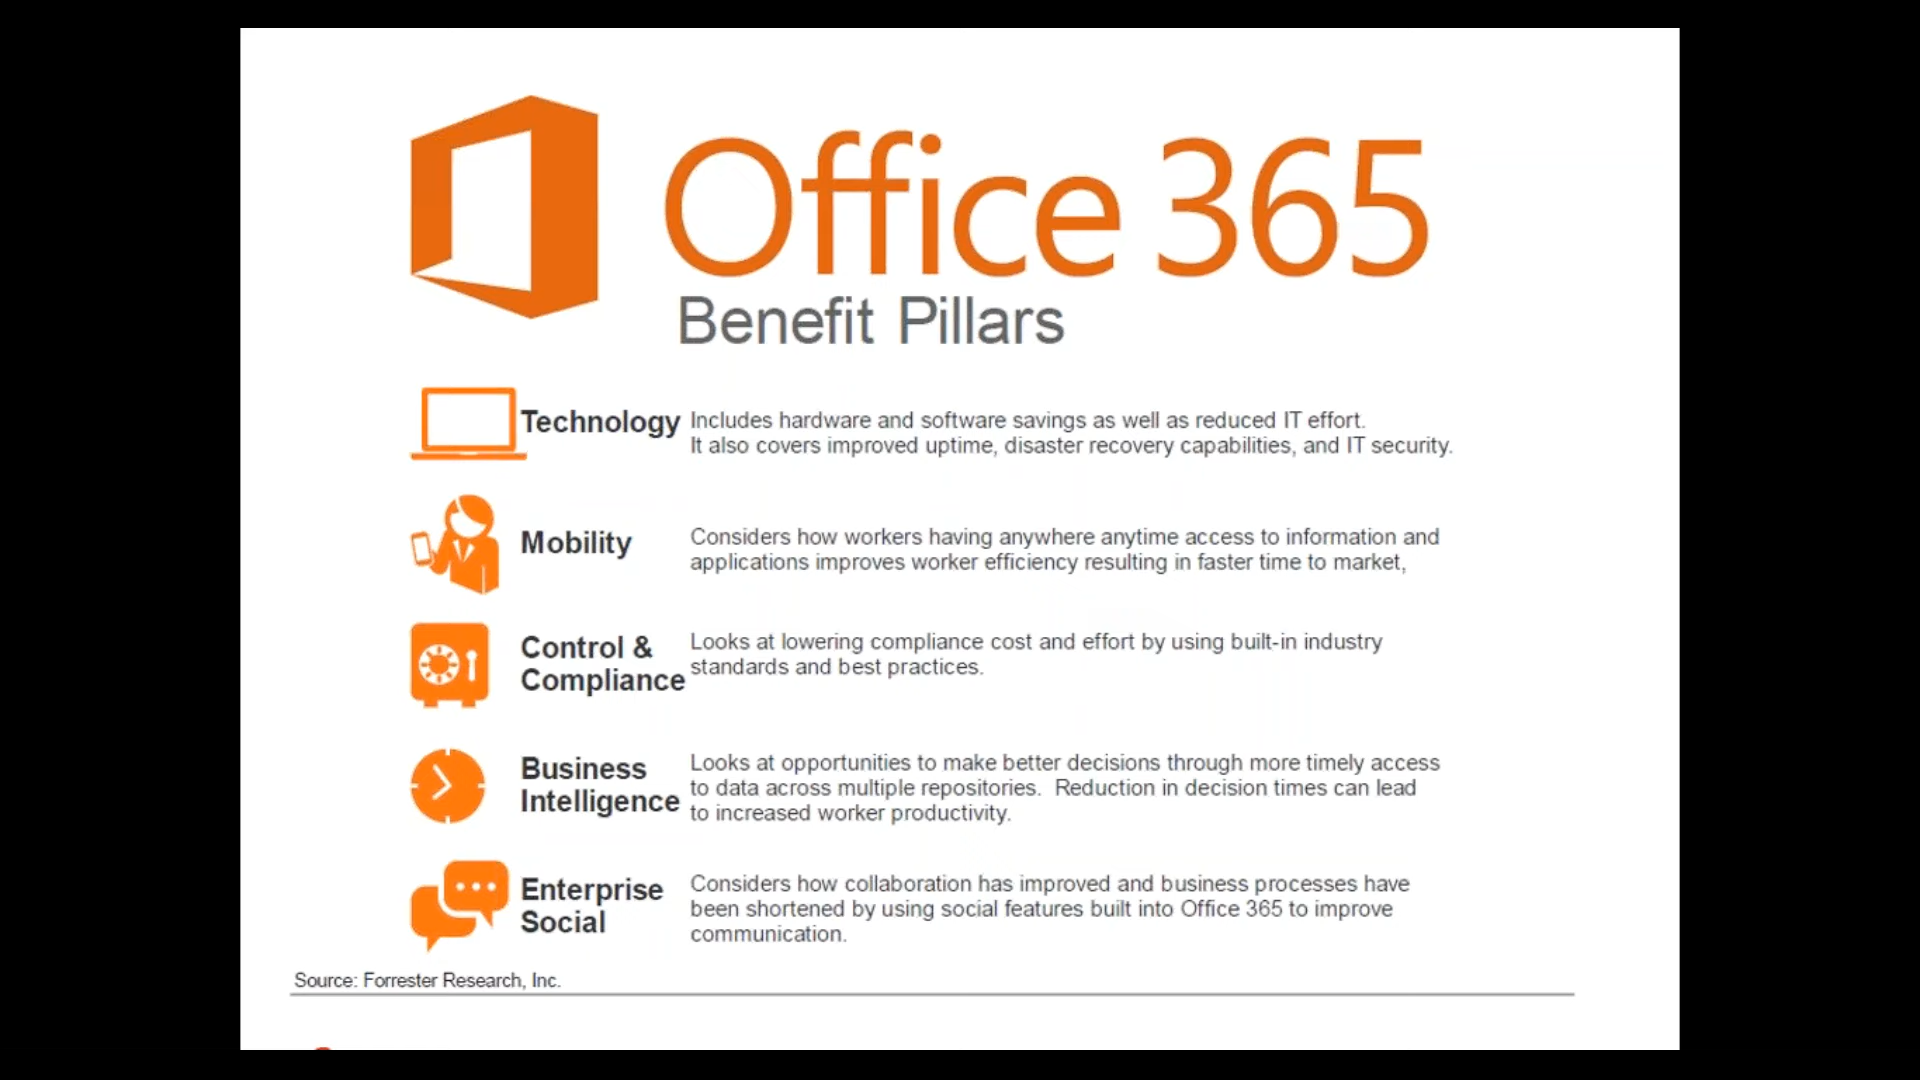 Office 365
Benefit Pillars
Technology
Includes hardware and software savings as well as reduced IT effort.
It also covers improved uptime, disaster recovery capabilities, and IT security.
Mobility
Considers how workers having anywhere anytime access to information and
applications improves worker efficiency resulting in faster time to market,
Control &
Compliance
Looks at lowering compliance cost and effort by using built-in industry
standards and best practices.
Business
Intelligence
Looks at opportunities to make better decisions through more timely access
to data across multiple repositories.  Reduction in decision times can lead
to increased worker productivity.
Enterprise
Social
Considers how collaboration has improved and business processes have
been shortened by using social features built into Office 365 to improve
communication.
Source: Forrester Research, Inc.